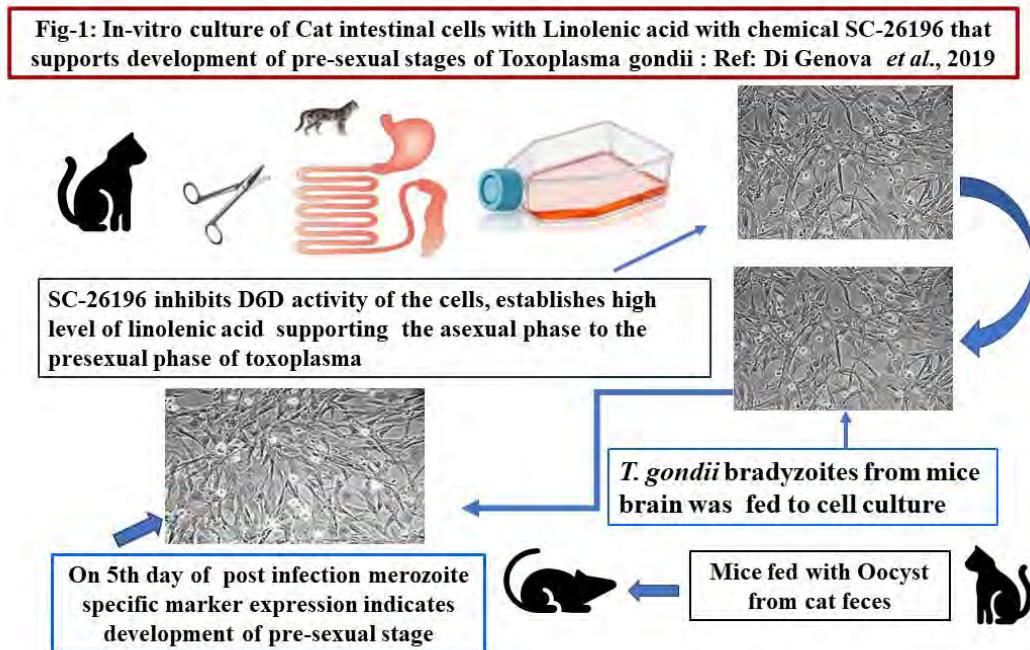 Fig-1: In-vitro culture of Cat intestinal cells with Linolenic acid with chemical SC-26196 that
supports development of pre-sexual stages of Toxoplasma gondii : Ref: Di Genova et al., 2019
SC-26196 inhibits D6D activity of the cells, establishes high
level of linolenic acid supporting the asexual phase to the
presexual phase of toxoplasma
T. gondii bradyzoites from mice
brain was fed to cell culture
On 5th day of post infection merozoite
specific marker expression indicates
development of pre-sexual stage
Mice fed with Oocyst
from cat feces